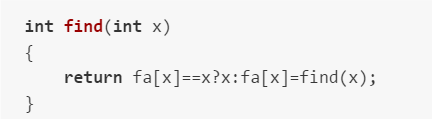 int find(int x)
{
    return fa[x]==x?x:fa[x]=find(x);
}